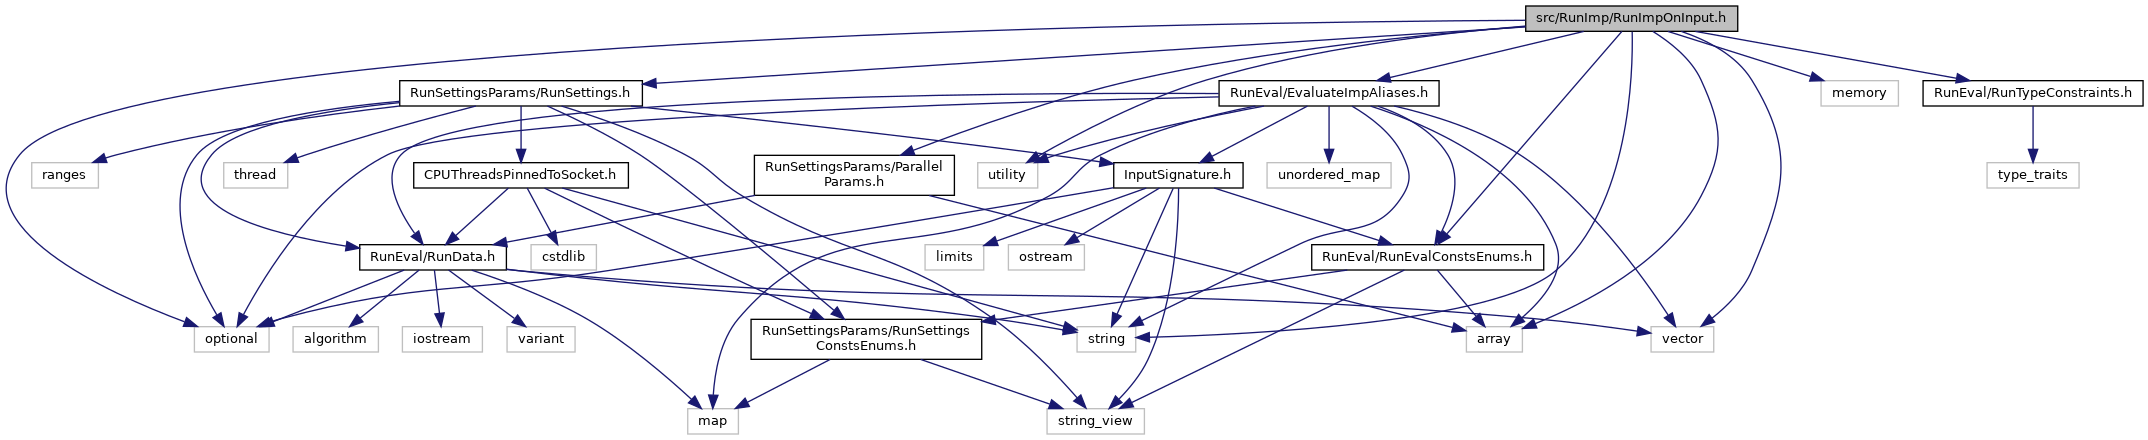 src/RunImp/RunImpOnInput.h
RunSettingsParams/RunSettings.h
RunEval/EvaluateImpAliases.h
memory
RunEval/RunTypeConstraints.h
ranges
thread
CPUThreadsPinnedToSocket.h
RunSettingsParams/Parallel
Params.h
utility
InputSignature.h
unordered_map
type_traits
RunEval/RunData.h
cstdlib
limits
ostream
RunEval/RunEvalConstsEnums.h
optional
algorithm
iostream
variant
RunSettingsParams/RunSettings
ConstsEnums.h
string
array
vector
map
string_view